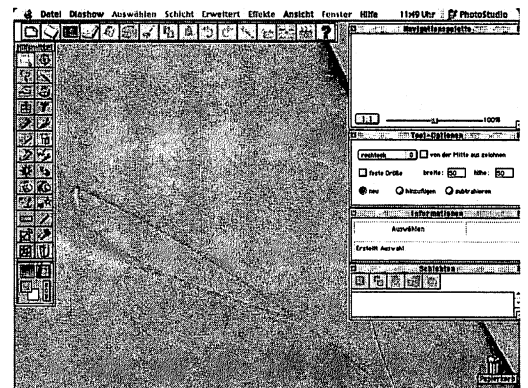 Datei Diashow Auswählen Schicht Erweitert Effekte Ansicht Fenster Hilfe 11:49 Uhr PhotoStudio
Hilfsmittel
Navigationspalette
1:1 100%
Tool-Optionen
rechteck von der Mitte aus zeichnen
feste Größe breite: 50 höhe: 50
neu hinzufügen subtrahieren
Informationen
Auswählen
Erstellt Auswahl
Schichten
Papierkorb